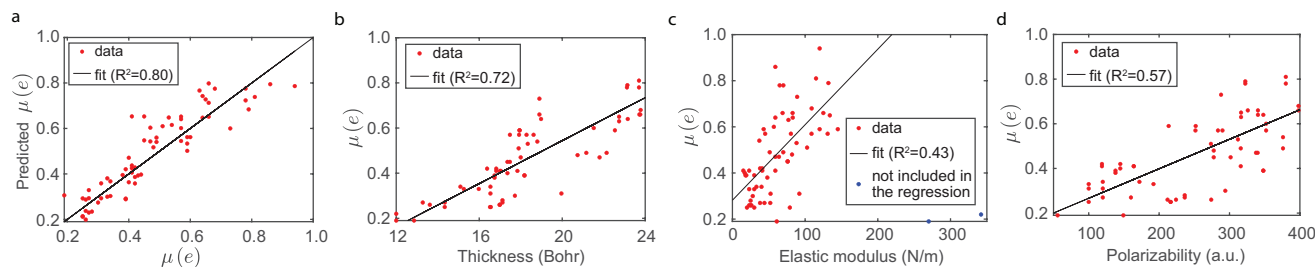 a
1.0
0.8
0.6
0.4
0.2
Predicted μ(e)
data
fit (R²=0.80)
0.2 0.4 0.6 0.8 1.0
μ(e)
b
1.0
0.8
0.6
0.4
0.2
μ(e)
data
fit (R²=0.72)
12 14 16 18 20 22 24
Thickness (Bohr)
c
1.0
0.8
0.6
0.4
0.2
μ(e)
data
fit (R²=0.43)
not included in
the regression
0 100 200 300
Elastic modulus (N/m)
d
1.0
0.8
0.6
0.4
0.2
μ(e)
data
fit (R²=0.57)
100 200 300 400
Polarizability (a.u.)